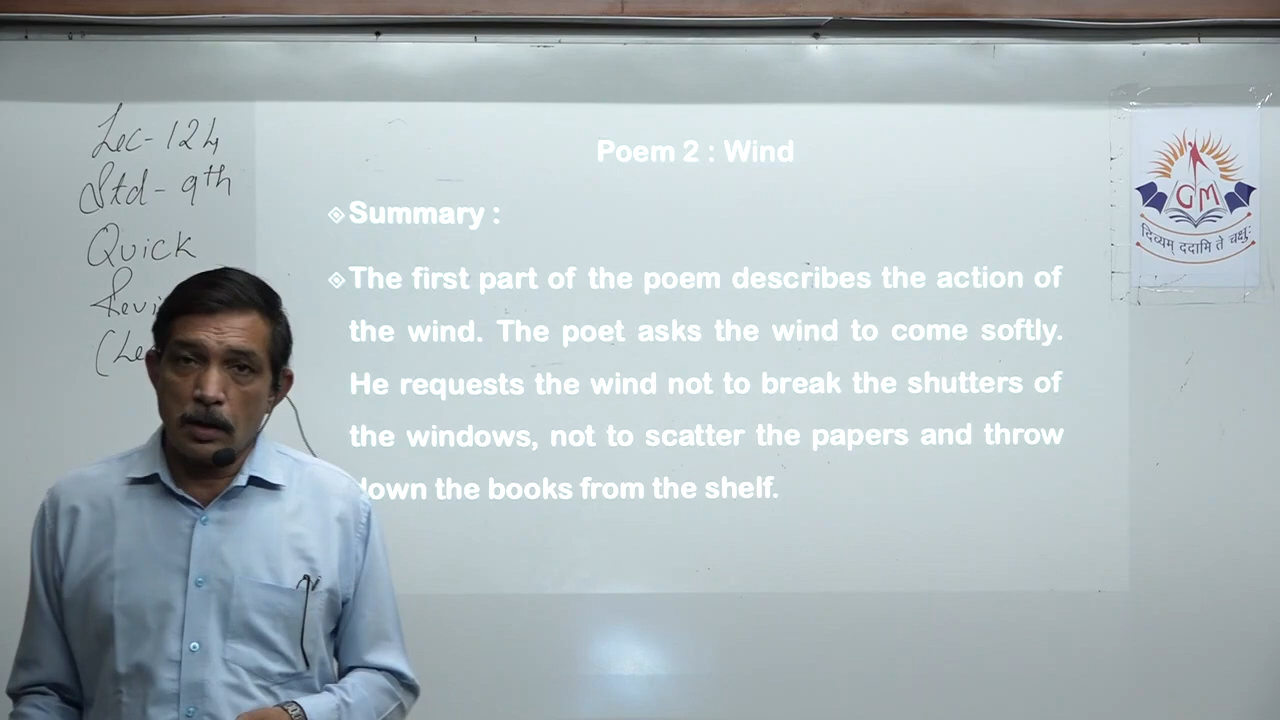 Lec-124
Std-9th
Quick
Poem 2 : Wind
Summary :
The first part of the poem describes the action of
the wind. The poet asks the wind to come softly.
He requests the wind not to break the shutters of
the windows, not to scatter the papers and throw
down the books from the shelf.
GM
दिव्यम् ददामि ते चक्षुः